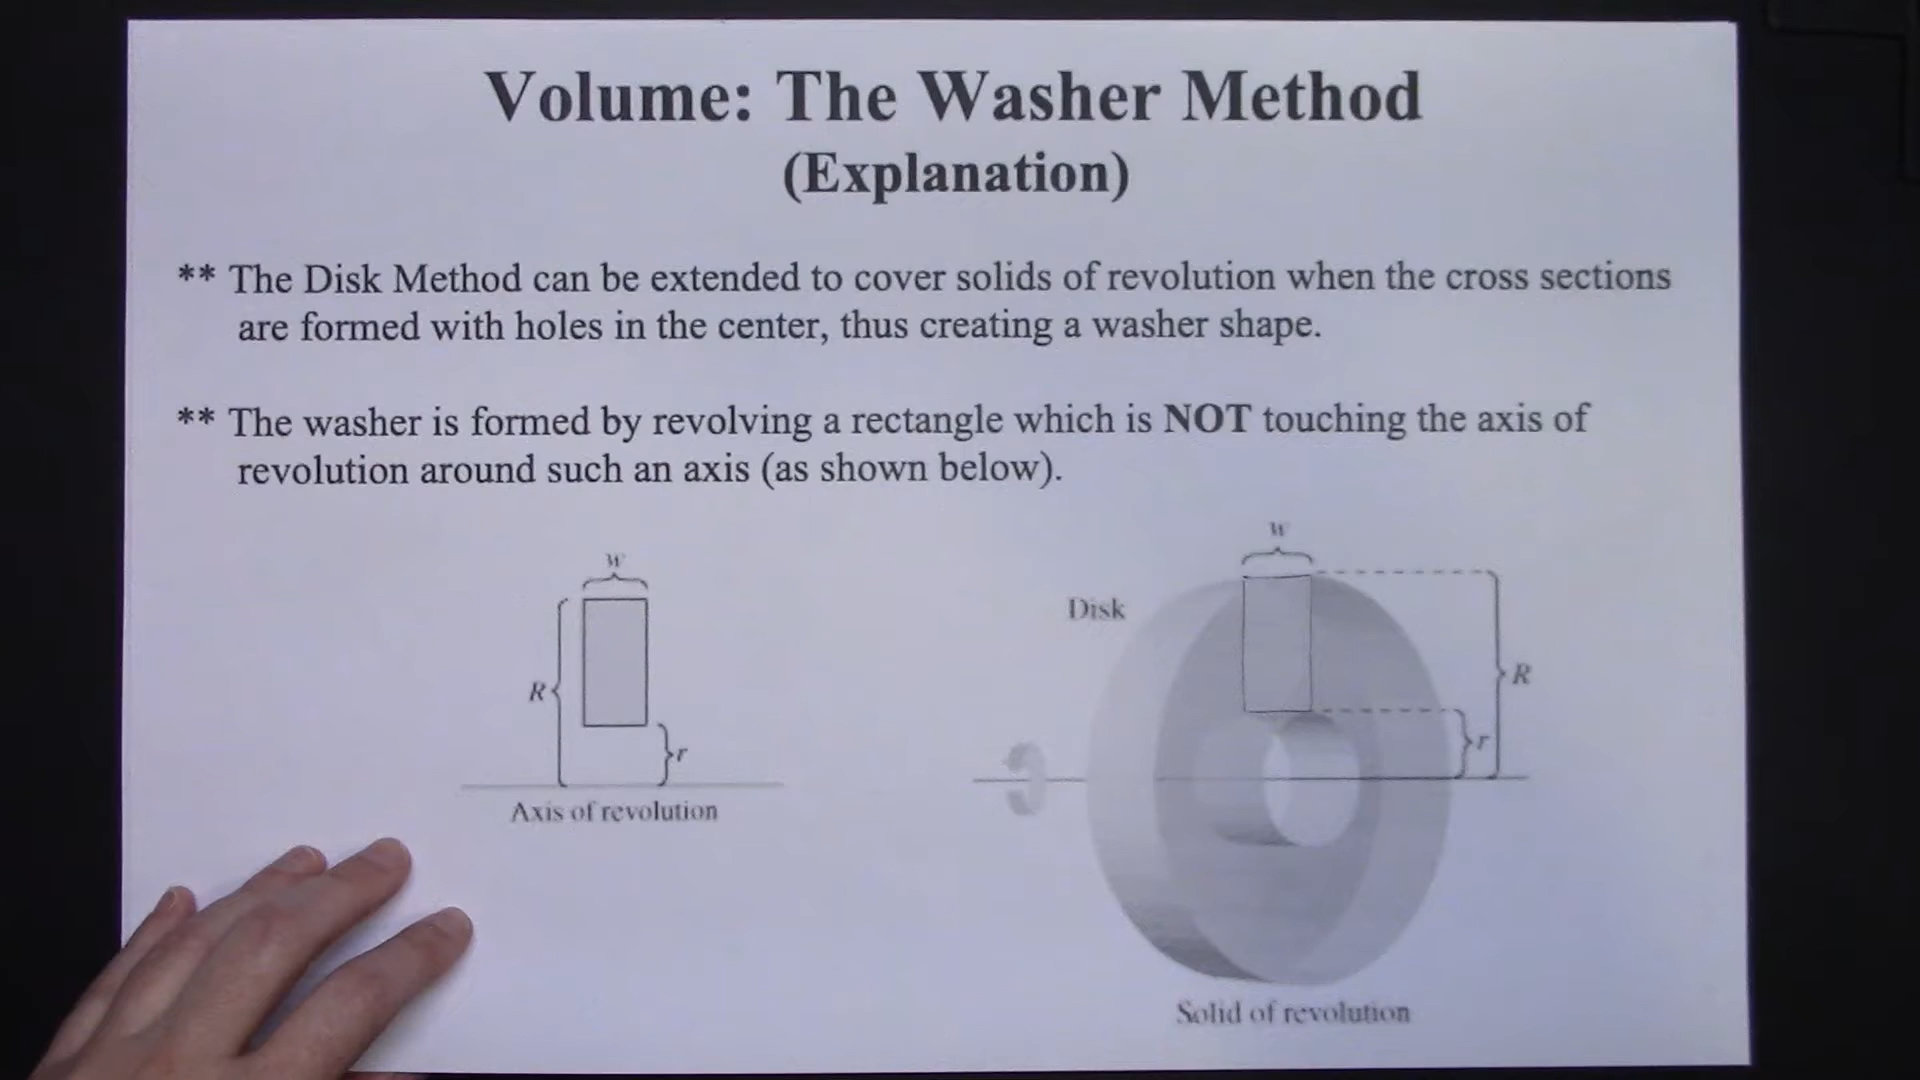 Volume: The Washer Method
(Explanation)
** The Disk Method can be extended to cover solids of revolution when the cross sections
are formed with holes in the center, thus creating a washer shape.
** The washer is formed by revolving a rectangle which is NOT touching the axis of
revolution around such an axis (as shown below).
w
R
r
Axis of revolution
w
Disk
R
r
Solid of revolution